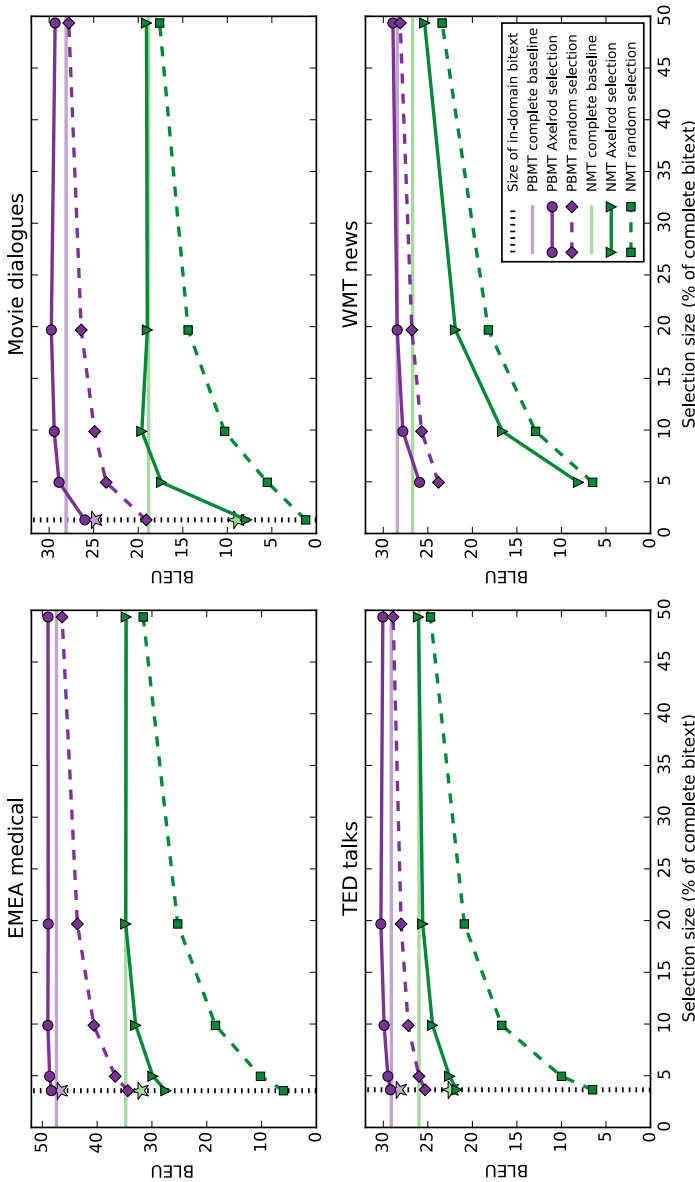 EMEA medical
BLEU
50
40
30
20
10
0
Movie dialogues
BLEU
30
25
20
15
10
5
0
TED talks
BLEU
30
25
20
15
10
5
0
0 5 10 15 20 25 30 35 40 45 50
Selection size (% of complete bitext)
WMT news
BLEU
30
25
20
15
10
5
0
Size of in-domain bitext
PBMT complete baseline
PBMT Axelrod selection
PBMT random selection
NMT complete baseline
NMT Axelrod selection
NMT random selection
0 5 10 15 20 25 30 35 40 45 50
Selection size (% of complete bitext)